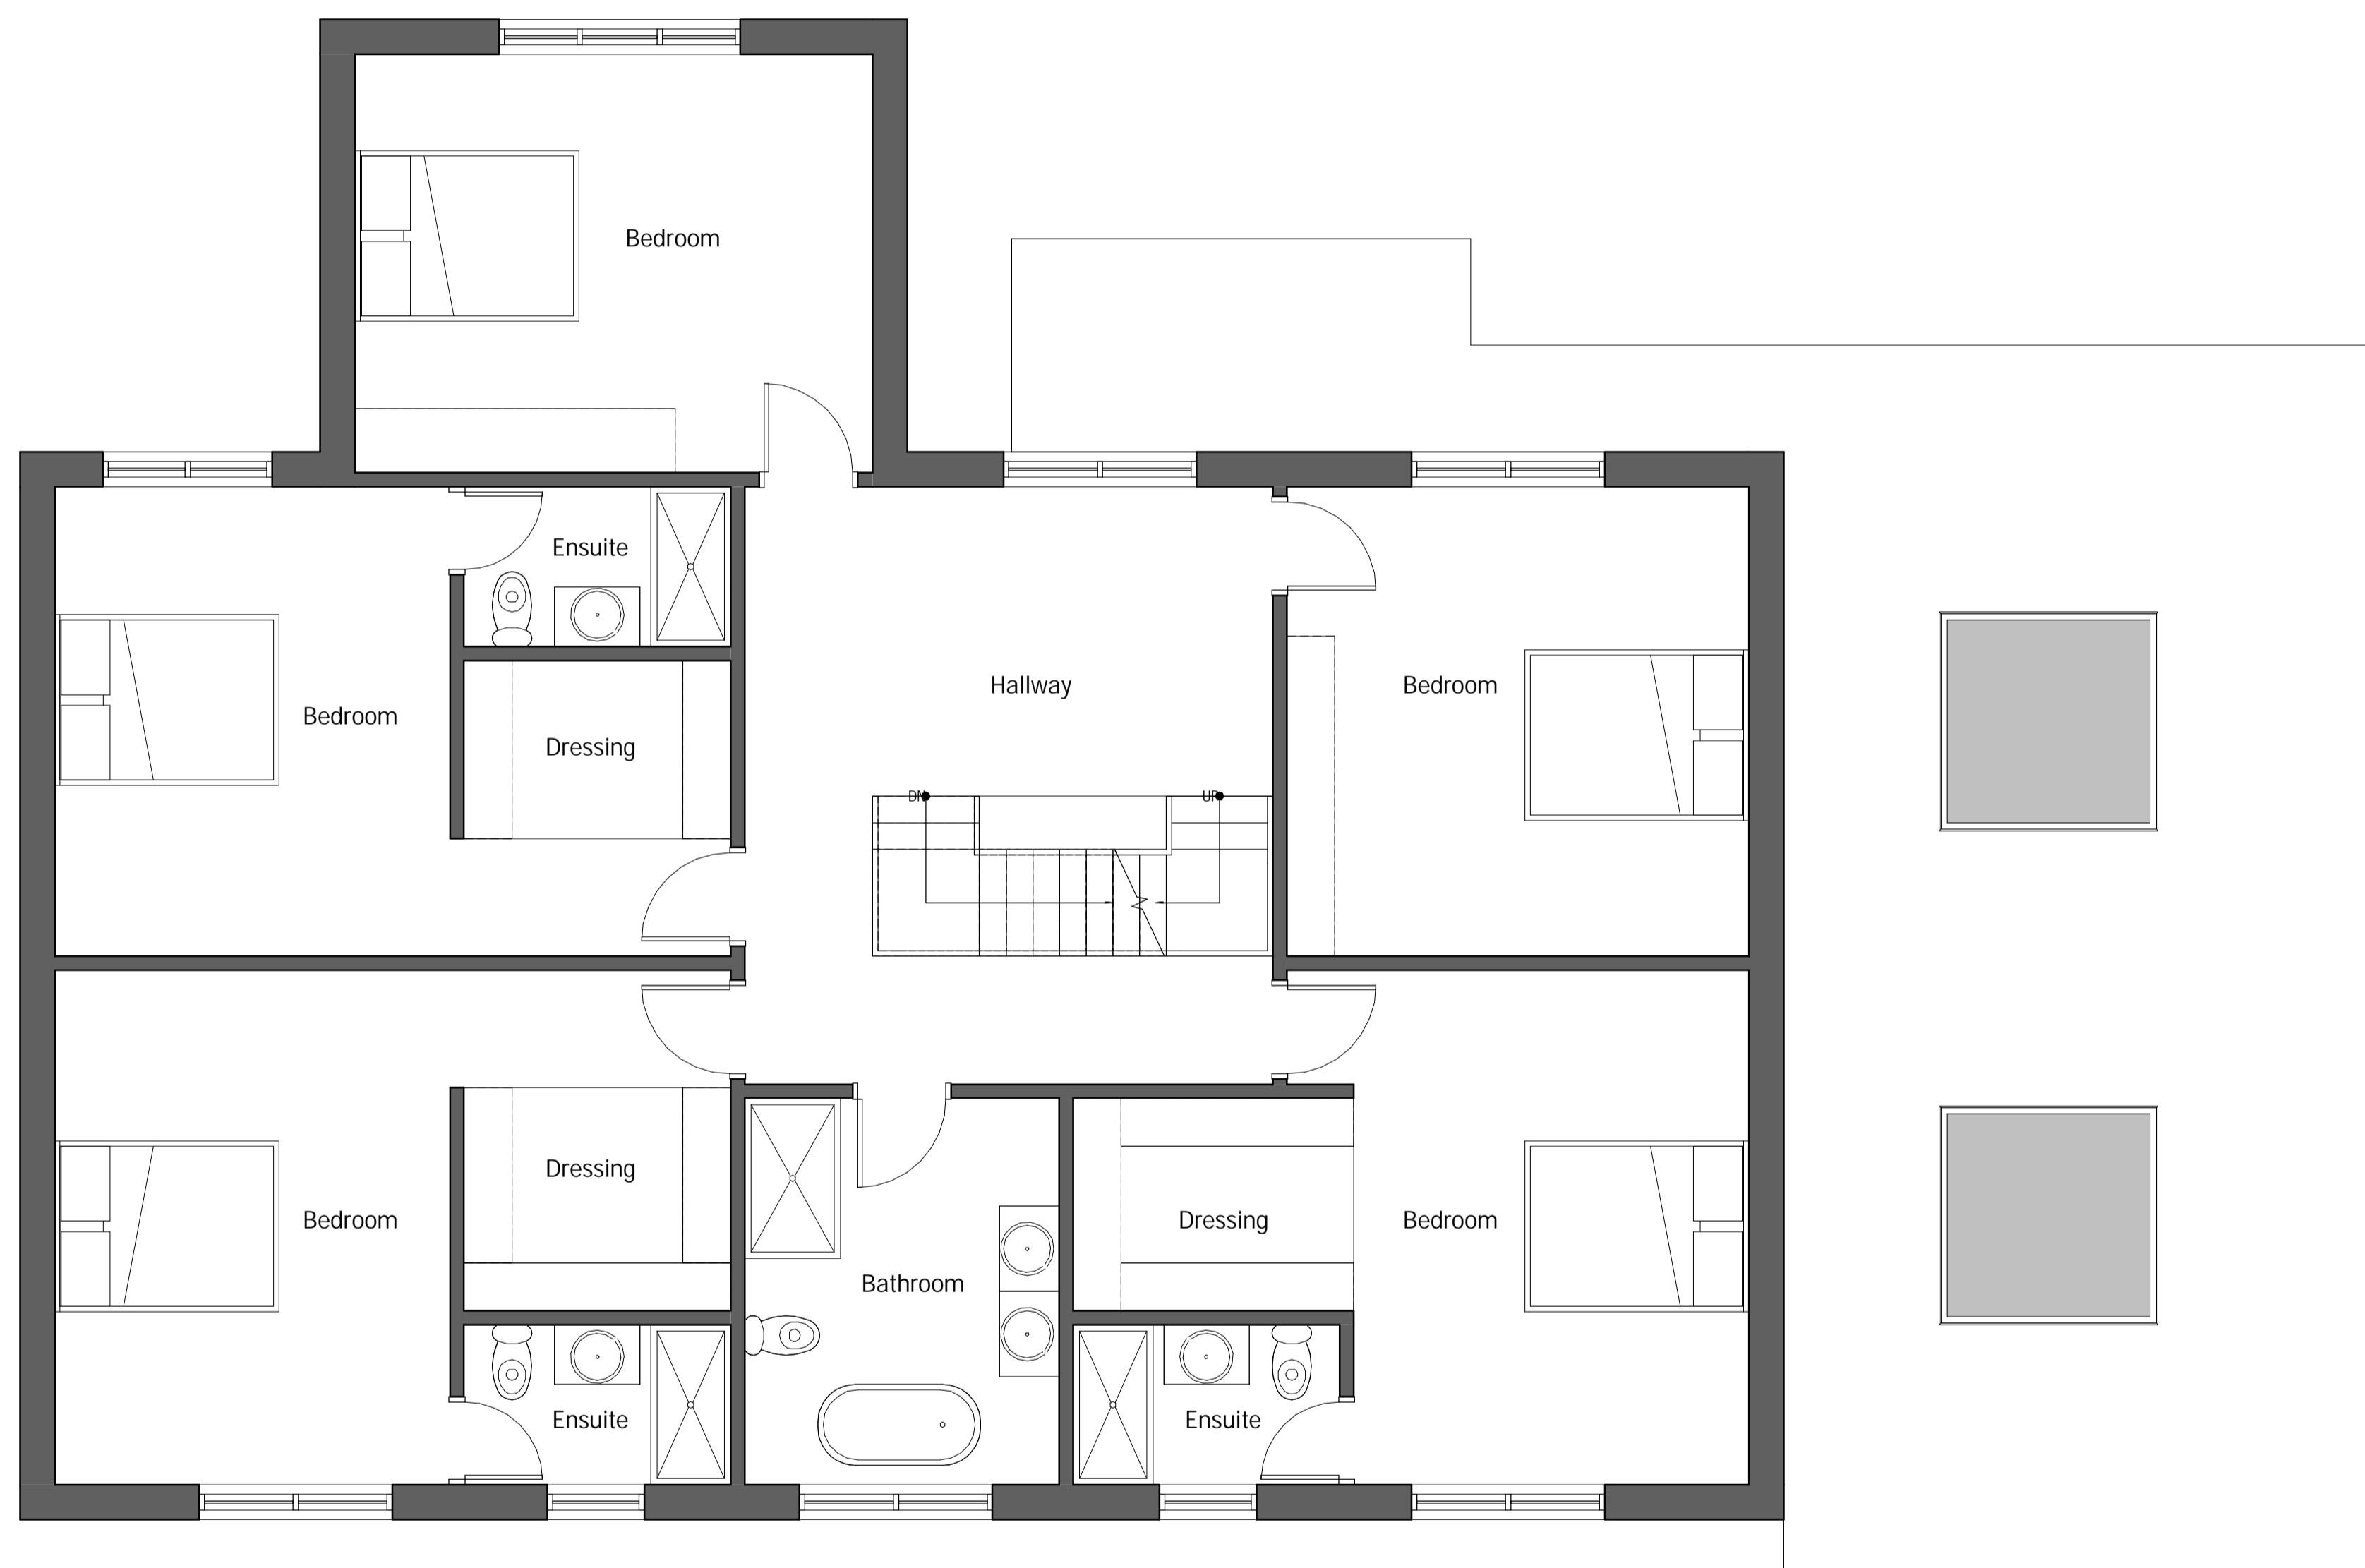 Bedroom
Ensuite
Hallway
Bedroom
Bedroom
Dressing
DN
UP
Dressing
Bedroom
Dressing
Bedroom
Bathroom
Ensuite
Ensuite